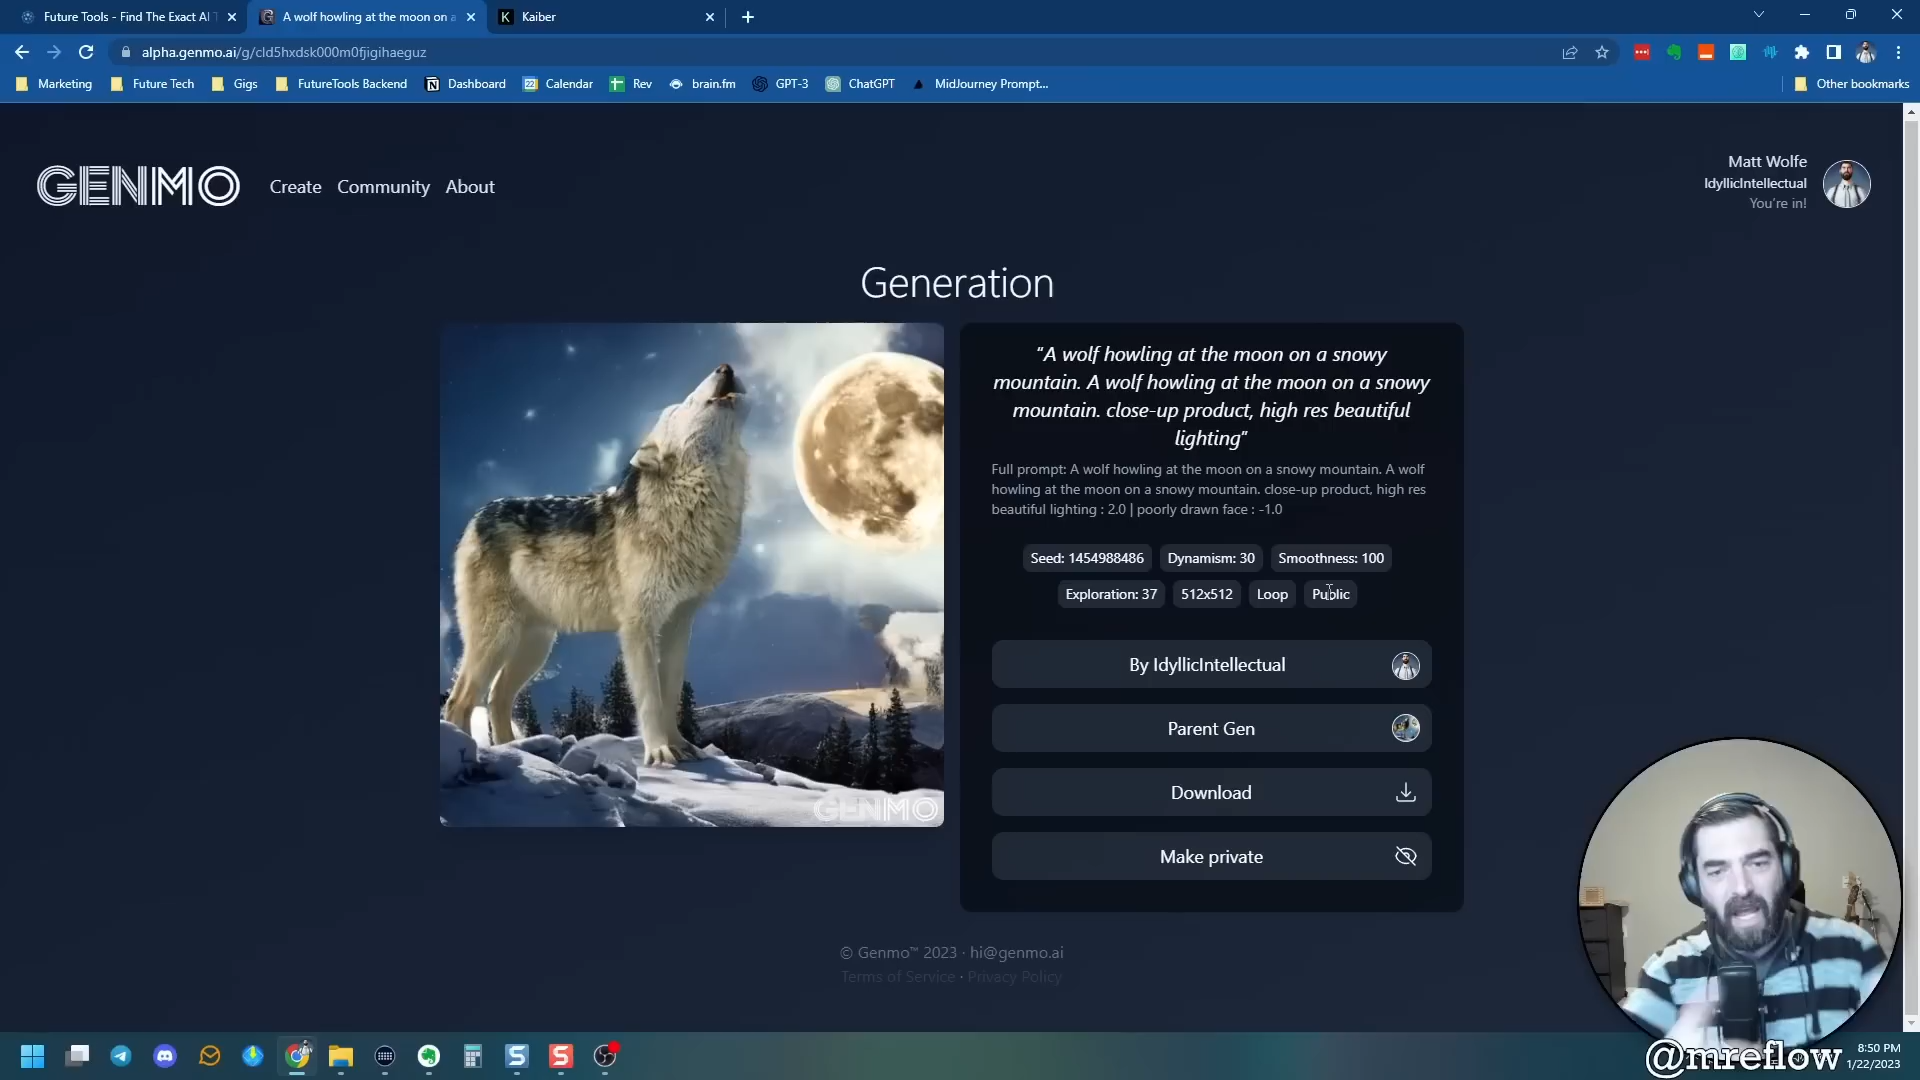 Future Tools - Find The Exact AI T
A wolf howling at the moon on a
Kaiber
alpha.genmo.ai/g/cld5hxdsk000m0fjigihaeguz
Marketing
Future Tech
Gigs
FutureTools Backend
Dashboard
Calendar
Rev
brain.fm
GPT-3
ChatGPT
MidJourney Prompt...
Other bookmarks
GENMO
Create
Community
About
Matt Wolfe
IdyllicIntellectual
You're in!
Generation
"A wolf howling at the moon on a snowy
mountain. A wolf howling at the moon on a snowy
mountain. close-up product, high res beautiful
lighting"
Full prompt: A wolf howling at the moon on a snowy mountain. A wolf
howling at the moon on a snowy mountain. close-up product, high res
beautiful lighting : 2.0 | poorly drawn face : -1.0
Seed: 1454988486
Dynamism: 30
Smoothness: 100
Exploration: 37
512x512
Loop
Public
By IdyllicIntellectual
Parent Gen
Download
Make private
GENMO
© Genmo™ 2023 · hi@genmo.ai
Terms of Service · Privacy Policy
@mreflow
8:50 PM
1/22/2023